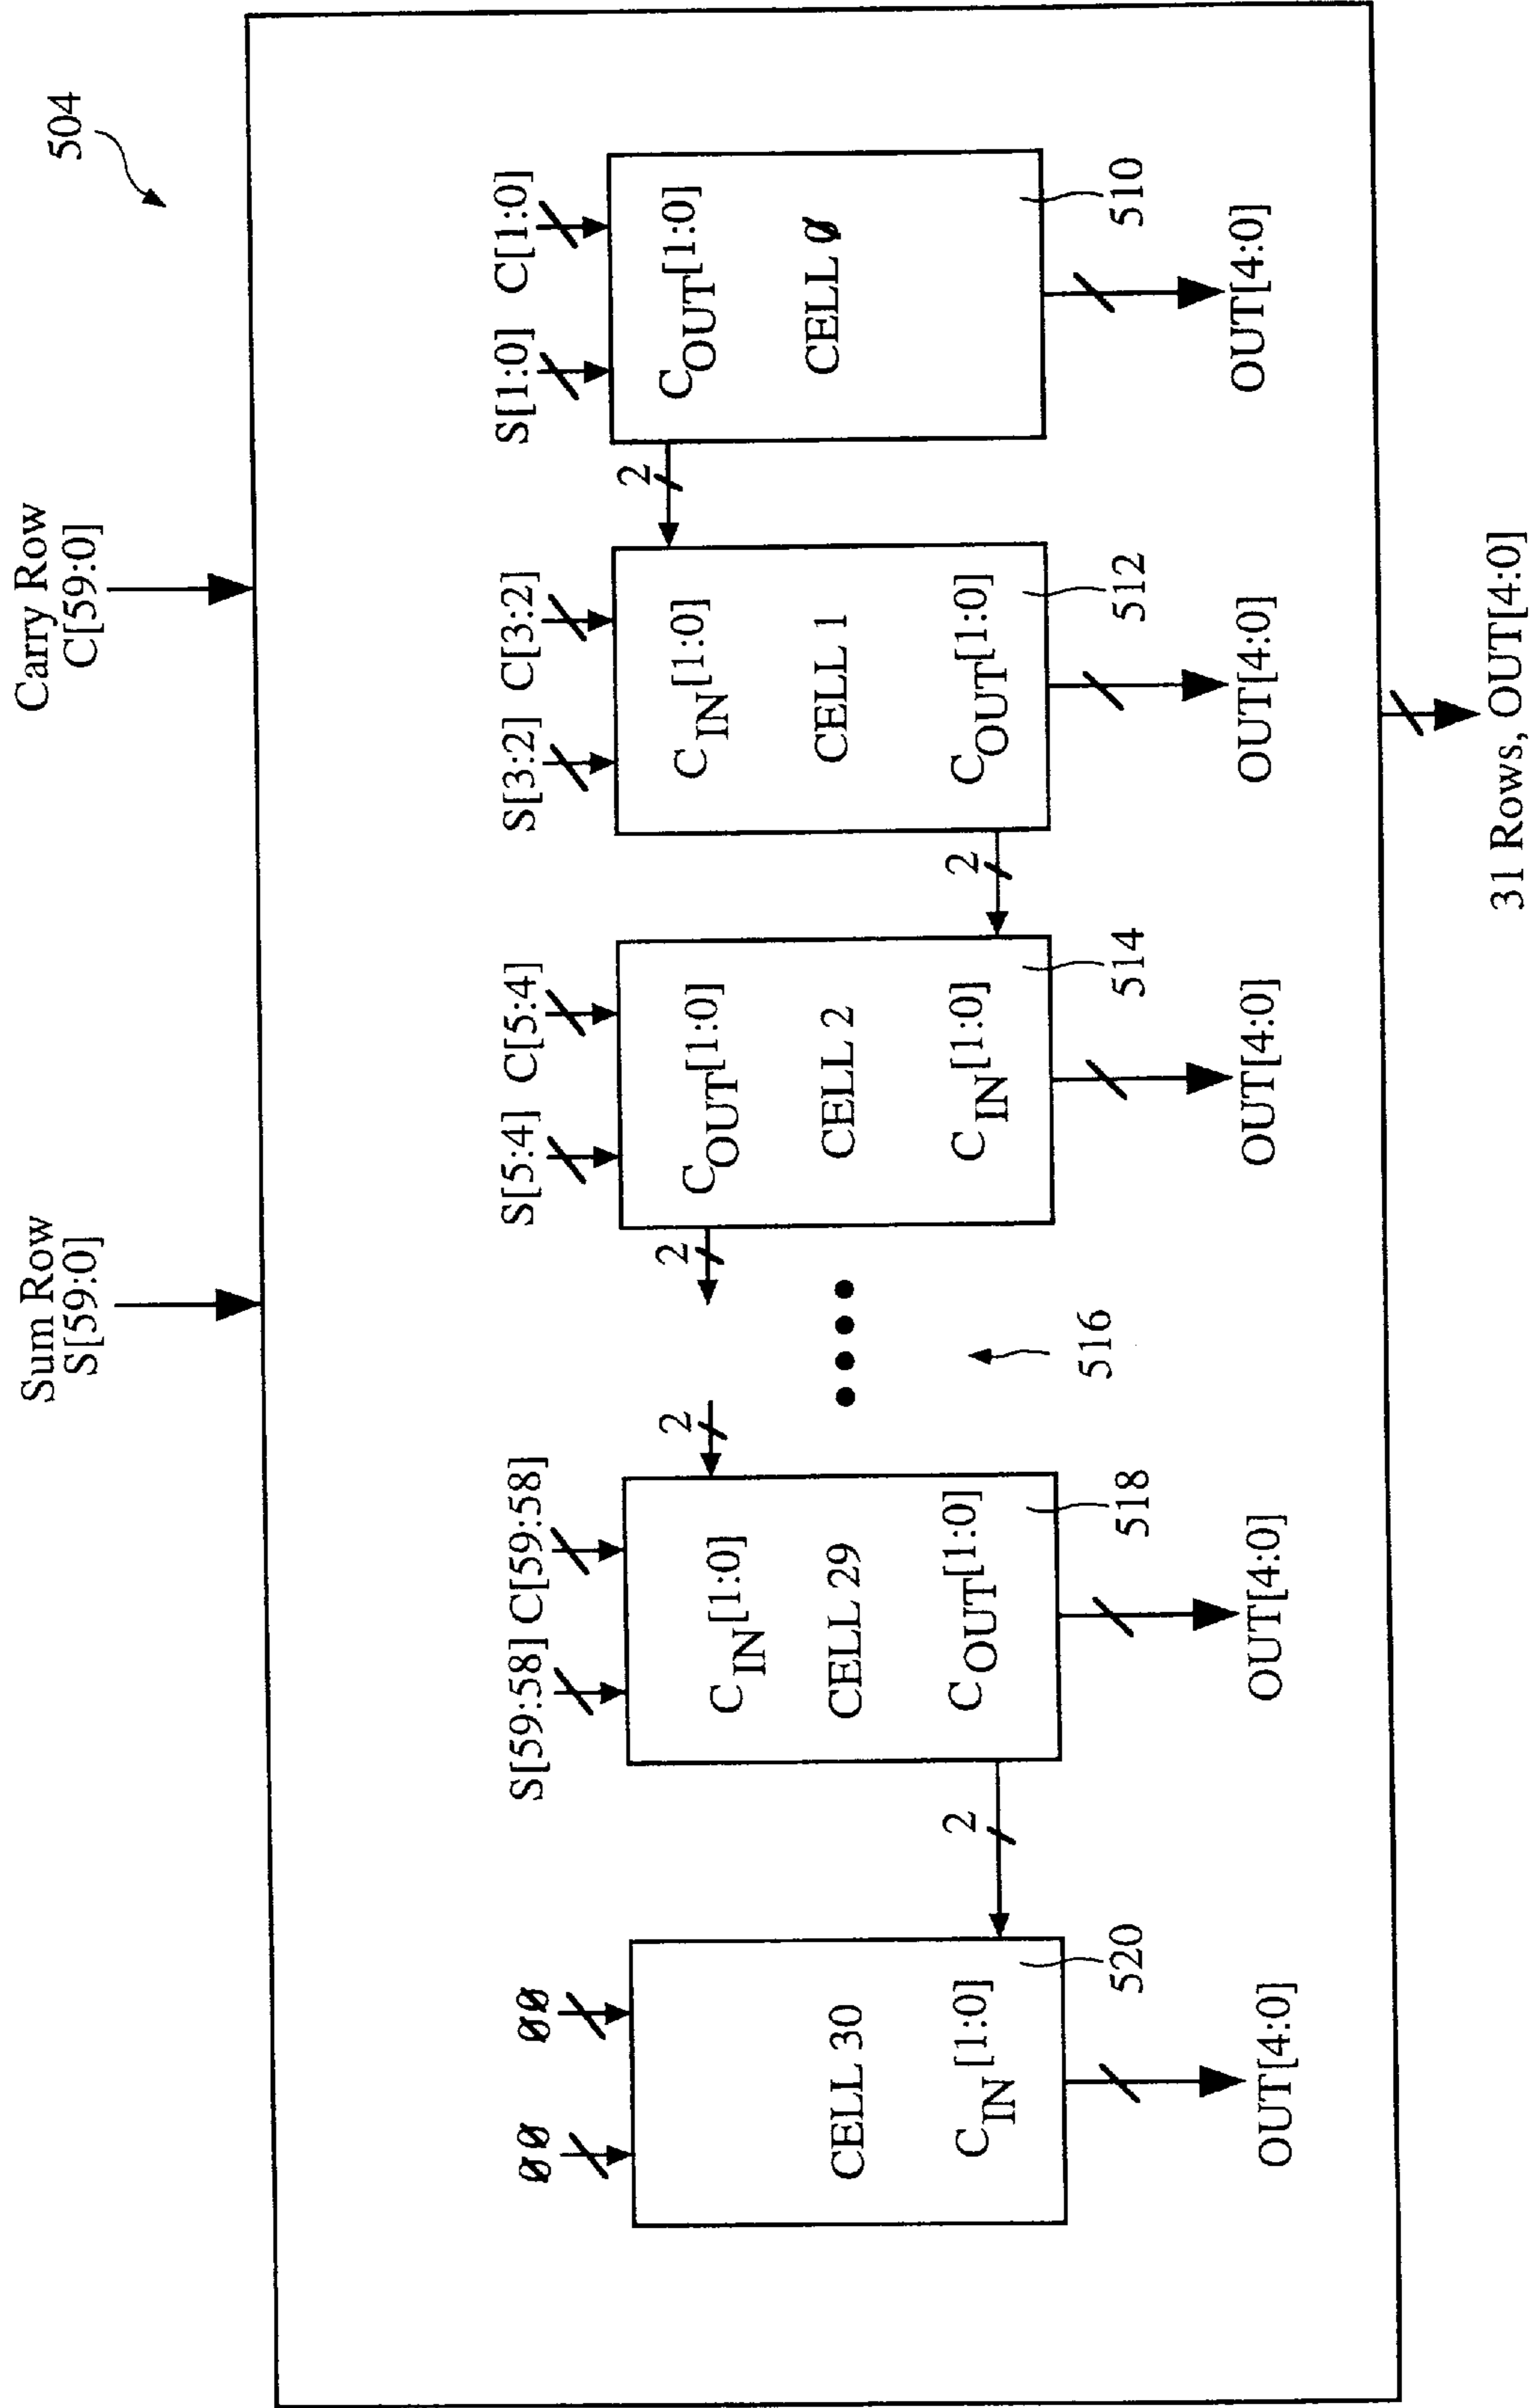 504
Sum Row
S[59:0]
Carry Row
C[59:0]
ØØ
ØØ
S[59:58]
C[59:58]
S[5:4]
C[5:4]
S[3:2]
C[3:2]
S[1:0]
C[1:0]
2
2
2
2
2
CELL 30
CIN[1:0]
520
CIN[1:0]
CELL 29
COUT[1:0]
518
516
COUT[1:0]
CELL 2
CIN[1:0]
514
CIN[1:0]
CELL 1
COUT[1:0]
512
COUT[1:0]
CELL Ø
510
OUT[4:0]
OUT[4:0]
OUT[4:0]
OUT[4:0]
OUT[4:0]
31 Rows, OUT[4:0]